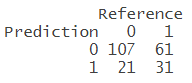 Reference
Prediction 0 1
0 107 61
1 21 31